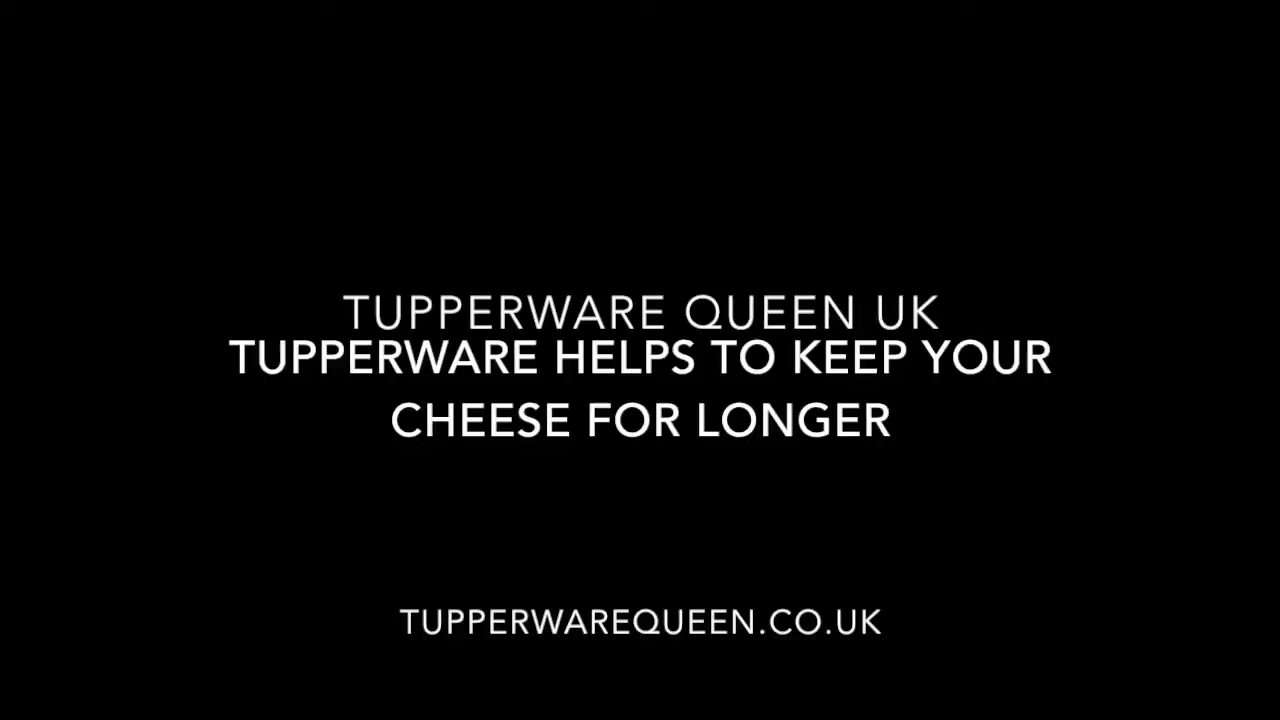 TUPPERWARE QUEEN UK
TUPPERWARE HELPS TO KEEP YOUR
CHEESE FOR LONGER
TUPPERWAREQUEEN.CO.UK